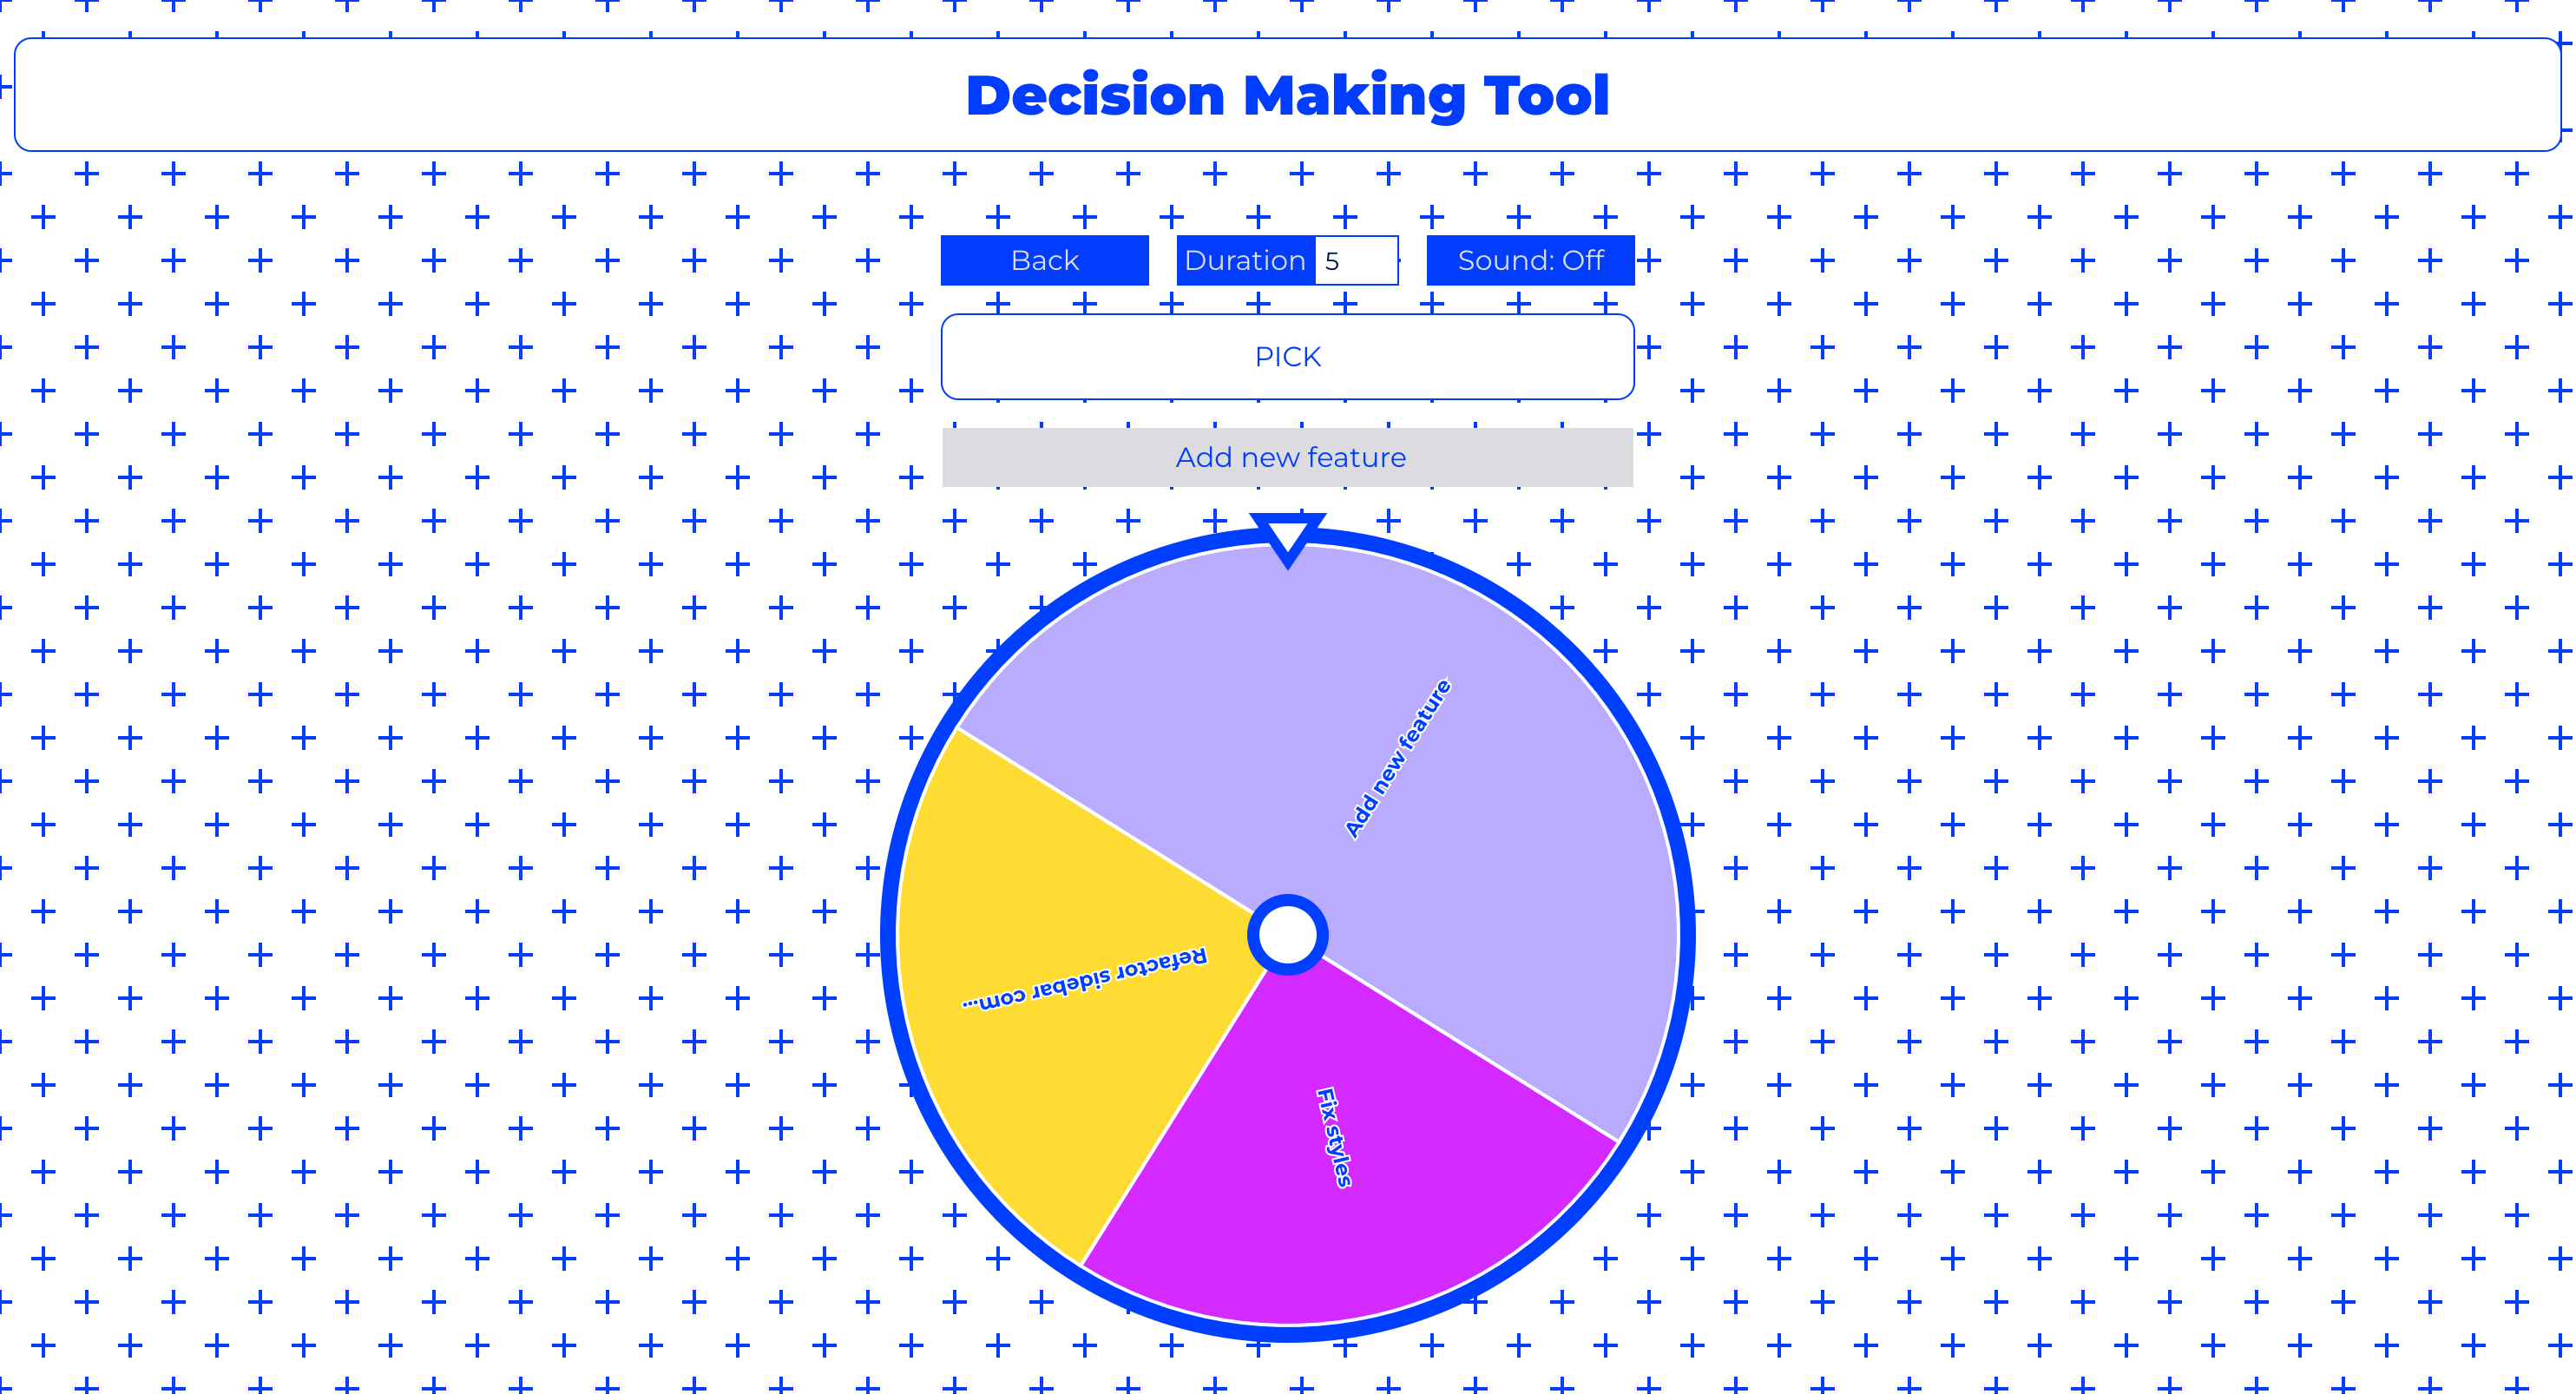 Decision Making Tool
Back
Duration 5
Sound: Off
PICK
Add new feature
Add new feature
Refactor sidebar com...
Fix styles